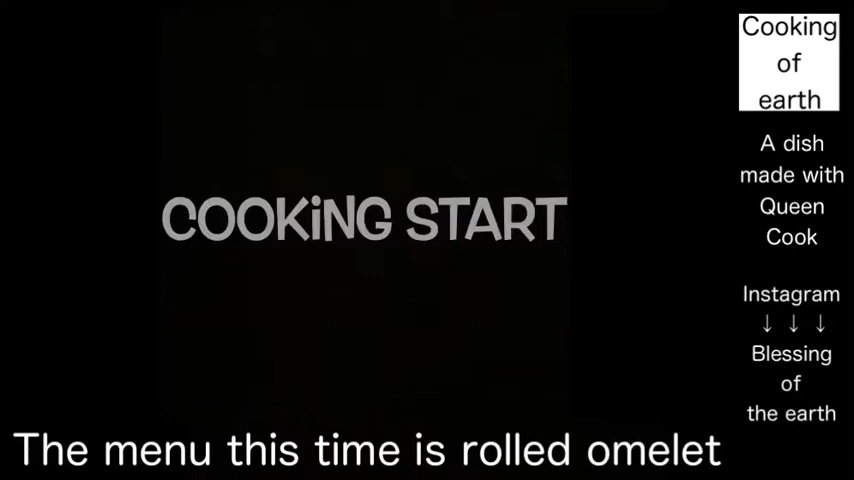 COOKiNG START
Cooking
of
earth
A dish
made with
Queen
Cook
Instagram
↓ ↓ ↓
Blessing
of
the earth
The menu this time is rolled omelet